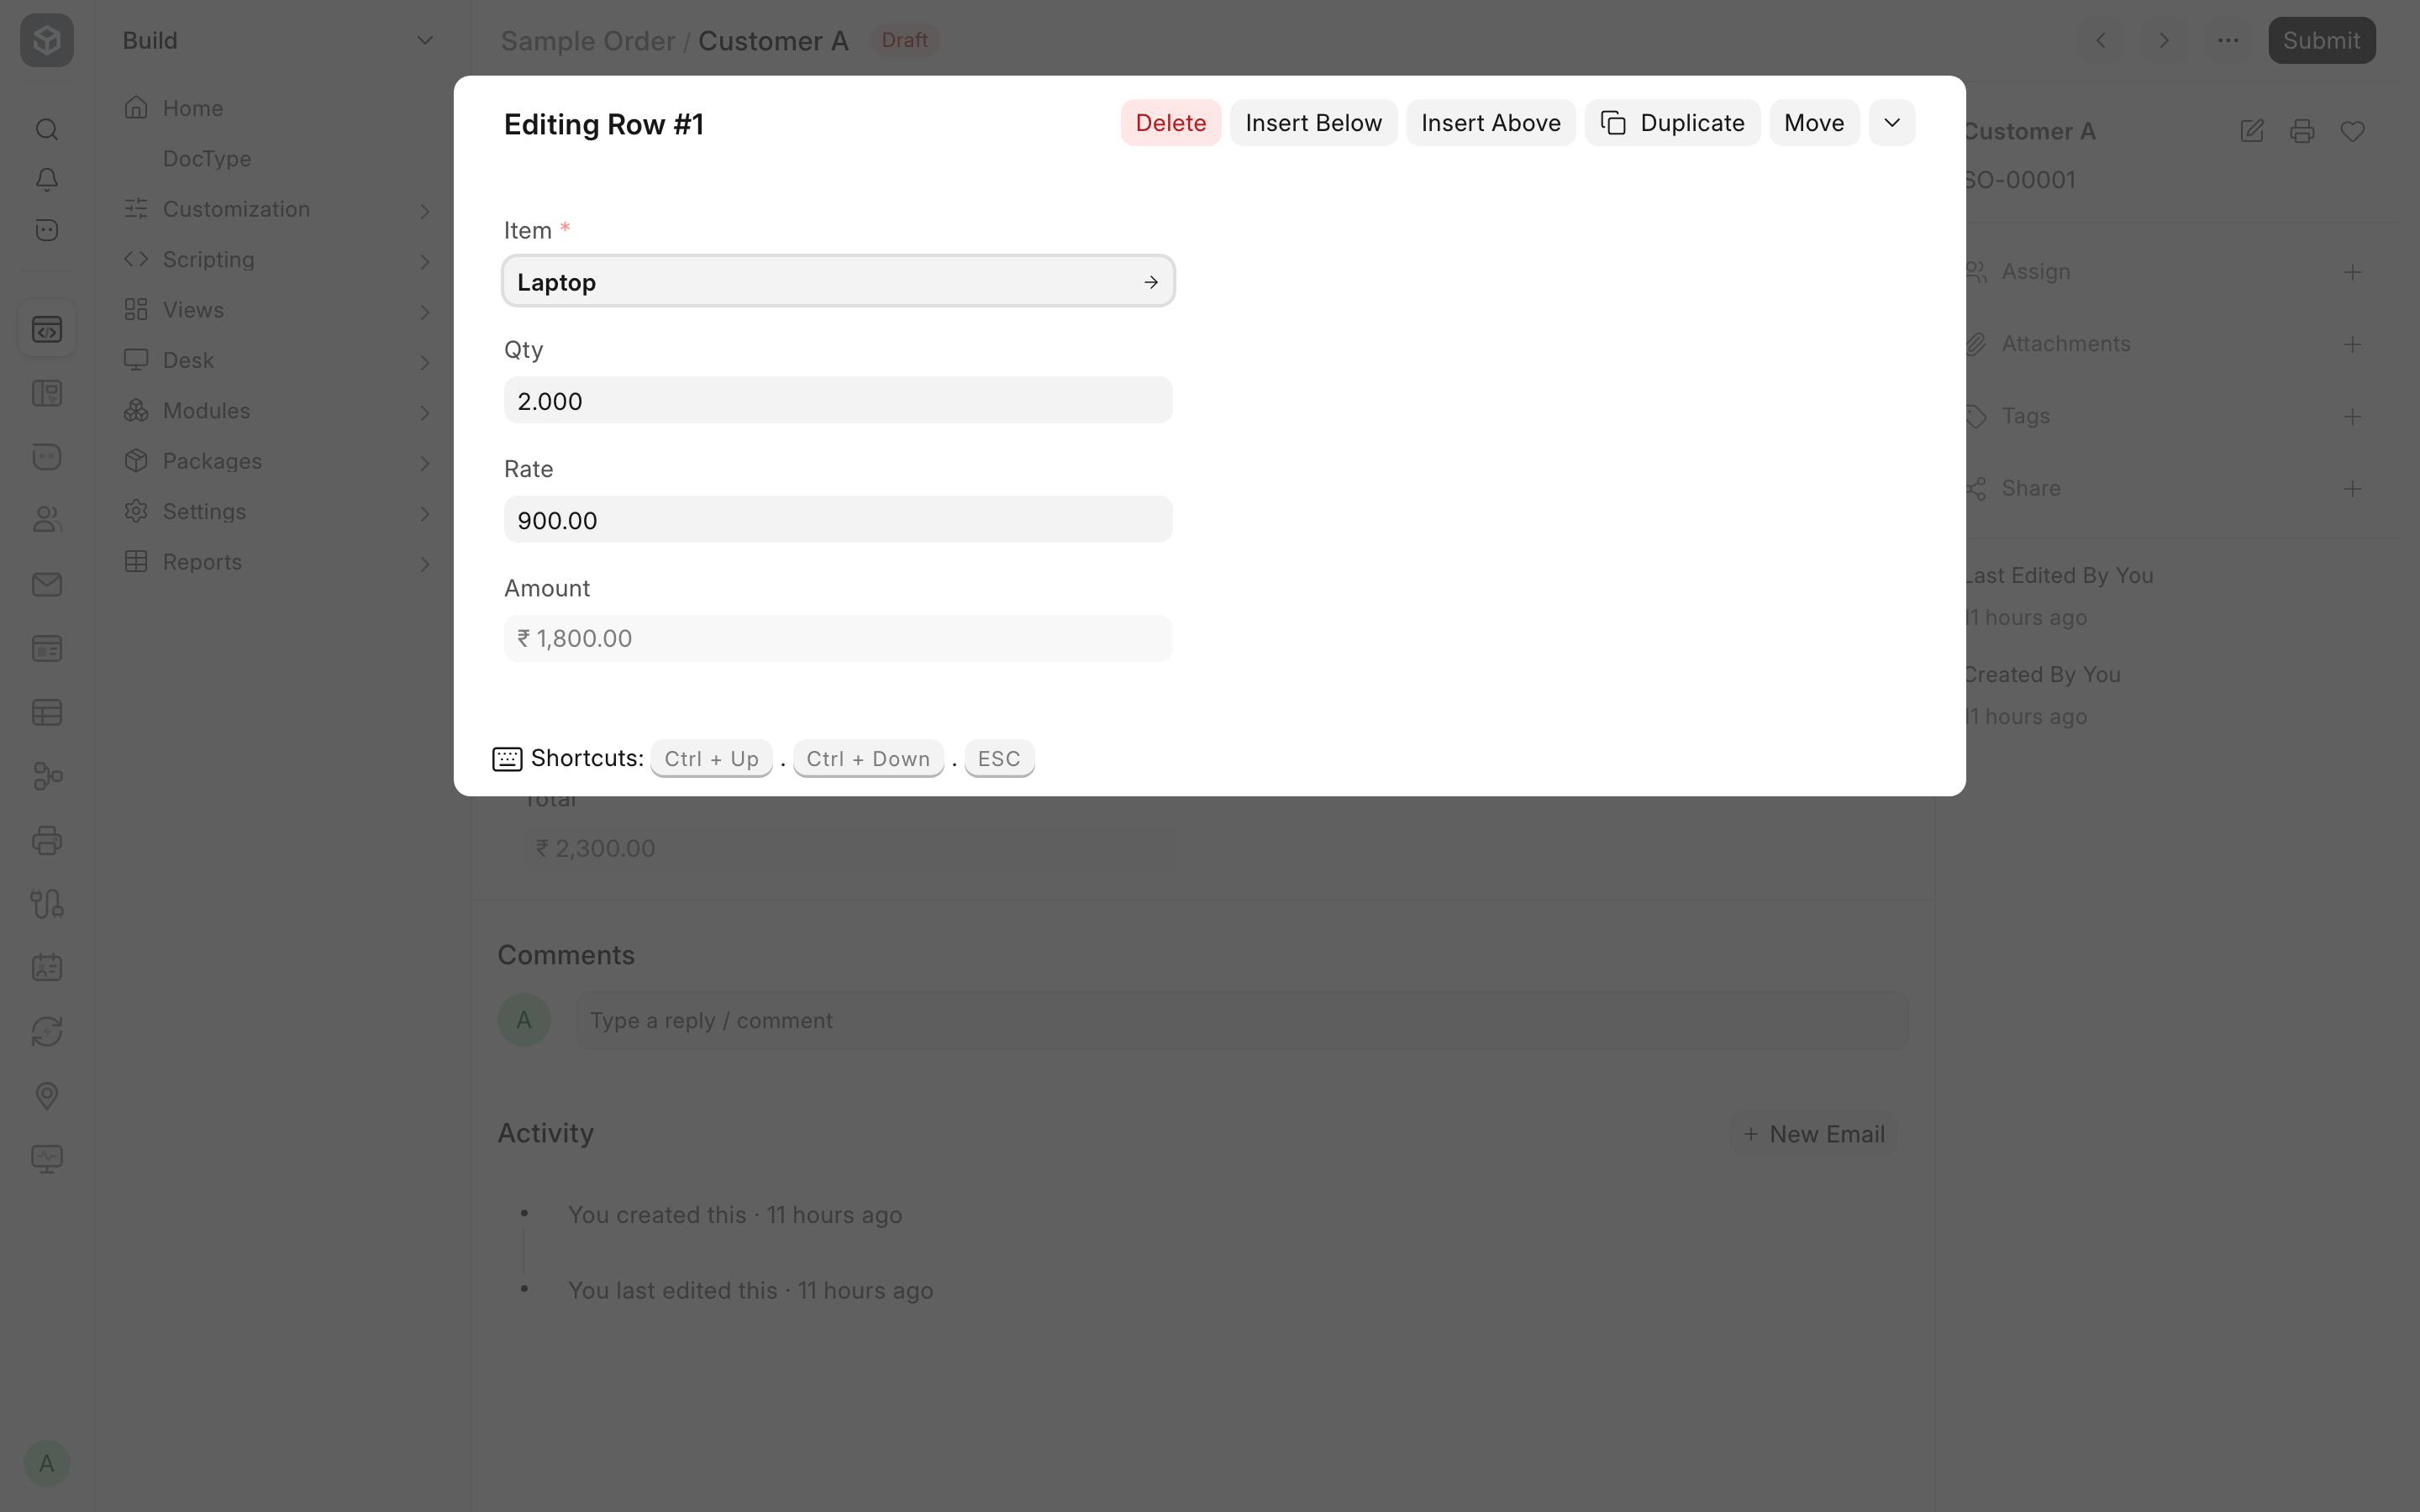 Build
Sample Order / Customer A Draft
Submit
Home
DocType
Customization
Scripting
Views
Desk
Modules
Packages
Settings
Reports
Editing Row #1
Delete
Insert Below
Insert Above
Duplicate
Move
Item *
Laptop
Qty
2.000
Rate
900.00
Amount
₹ 1,800.00
Shortcuts: Ctrl + Up . Ctrl + Down . ESC
Total
₹ 2,300.00
Comments
A
Type a reply / comment
Activity
New Email
You created this · 11 hours ago
You last edited this · 11 hours ago
Customer A
SO-00001
Assign
Attachments
Tags
Share
Last Edited By You
11 hours ago
Created By You
11 hours ago
A